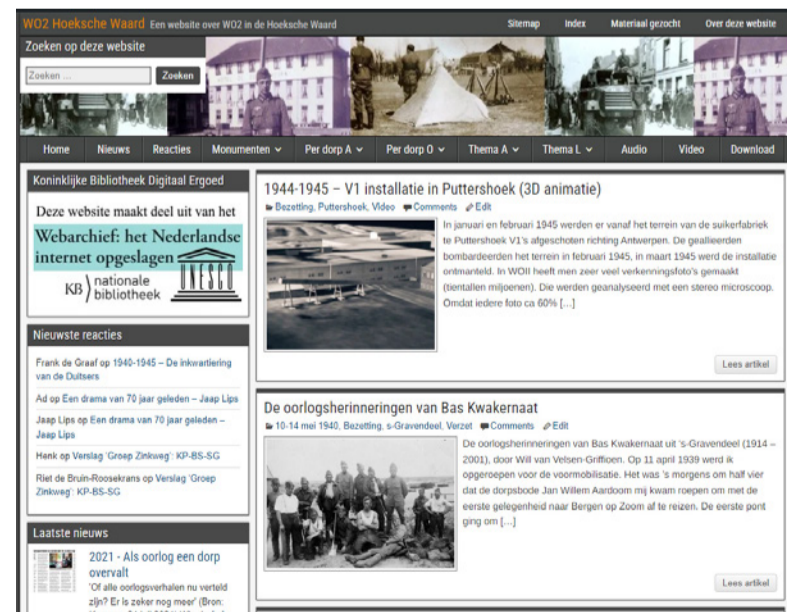 WO2 Hoeksche Waard Een website over WO2 in de Hoeksche Waard
Sitemap Index Materiaal gezocht Over deze website
Zoeken op deze website
Zoeken ... Zoeken
Home Nieuws Reacties Monumenten Per dorp A Per dorp O Thema A Thema L Audio Video Download
Koninklijke Bibliotheek Digitaal Ergoed
Deze website maakt deel uit van het
Webarchief: het Nederlandse
internet opgeslagen
KB nationale
bibliotheek
UNESCO
Nieuwste reacties
Frank de Graaf op 1940-1945 – De inkwartiering
van de Duitsers
Ad op Een drama van 70 jaar geleden – Jaap Lips
Jaap Lips op Een drama van 70 jaar geleden –
Jaap Lips
Henk op Verslag 'Groep Zinkweg': KP-BS-SG
Riet de Bruin-Roosekrans op Verslag 'Groep
Zinkweg': KP-BS-SG
Laatste nieuws
2021 - Als oorlog een dorp
overvalt
'Of alle oorlogsverhalen nu verteld
zijn? Er is zeker nog meer' (Bron.
1944-1945 – V1 installatie in Puttershoek (3D animatie)
Bezetting, Puttershoek, Video Comments Edit
In januari en februari 1945 werden er vanaf het terrein van de suikerfabriek
te Puttershoek V1's afgeschoten richting Antwerpen. De geallieerden
bombardeerden het terrein in februari 1945, in maart 1945 werd de installatie
ontmanteld. In WOII heeft men zeer veel verkenningsfoto's gemaakt
(tientallen miljoenen). Die werden geanalyseerd met een stereo microscoop.
Omdat iedere foto ca 60% [...]
Lees artikel
De oorlogsherinneringen van Bas Kwakernaat
10-14 mei 1940, Bezetting, s-Gravendeel, Verzet Comments Edit
De oorlogsherinneringen van Bas Kwakernaat uit 's-Gravendeel (1914 –
2001), door Will van Velsen-Griffioen. Op 11 april 1939 werd ik
opgeroepen voor de voormobilisatie. Het was 's morgens om half vier
dat de dorpsbode Jan Willem Aardoom mij kwam roepen om met de
eerste gelegenheid naar Bergen op Zoom af te reizen. De eerste pont
ging om [...]
Lees artikel